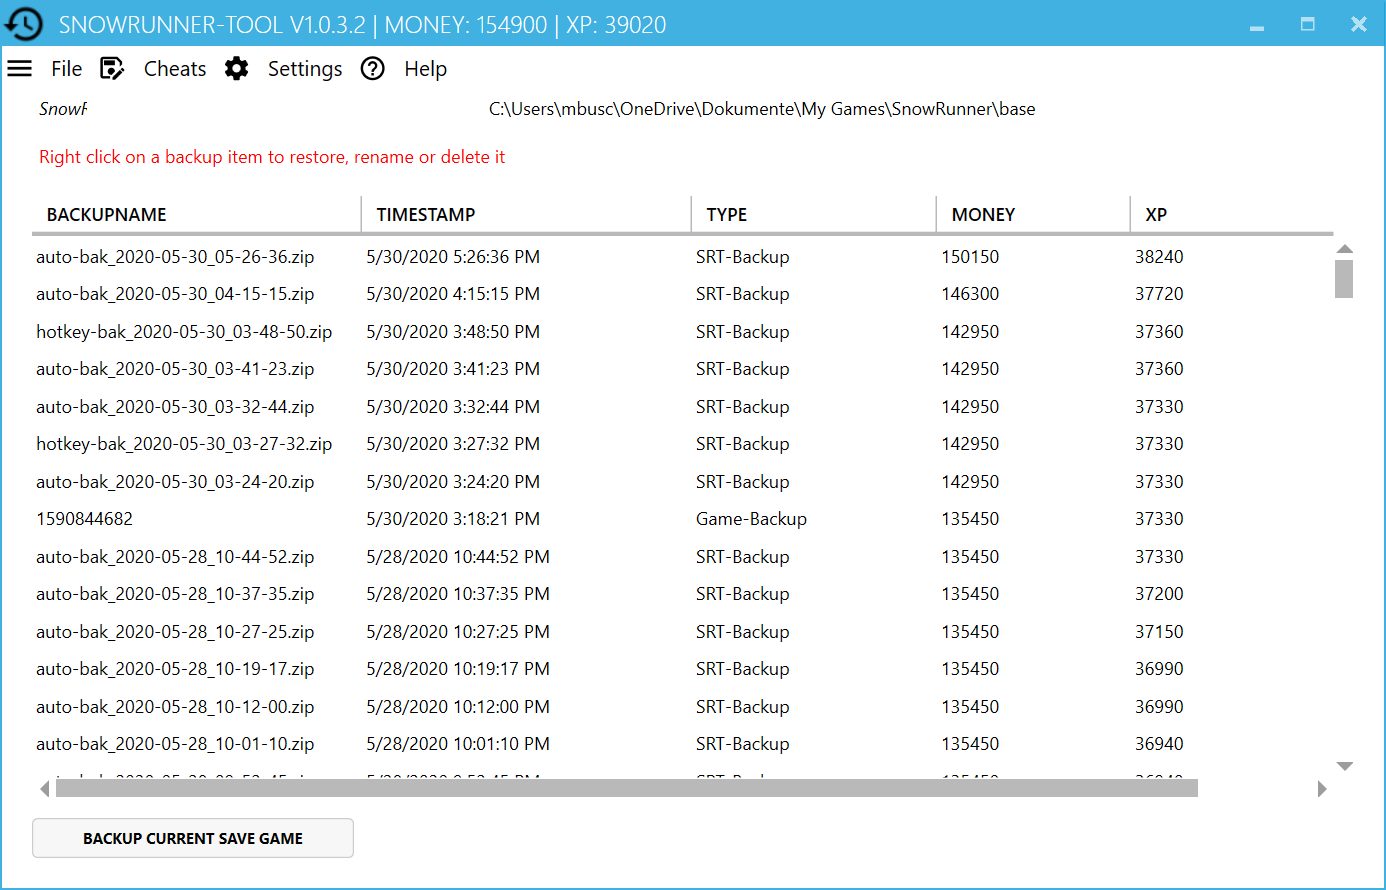 SNOWRUNNER-TOOL V1.0.3.2 | MONEY: 154900 | XP: 39020
File Cheats Settings Help
C:\Users\mbusc\OneDrive\Dokumente\My Games\SnowRunner\base
Right click on a backup item to restore, rename or delete it
BACKUPNAME TIMESTAMP TYPE MONEY XP
auto-bak_2020-05-30_05-26-36.zip 5/30/2020 5:26:36 PM SRT-Backup 150150 38240
auto-bak_2020-05-30_04-15-15.zip 5/30/2020 4:15:15 PM SRT-Backup 146300 37720
hotkey-bak_2020-05-30_03-48-50.zip 5/30/2020 3:48:50 PM SRT-Backup 142950 37360
auto-bak_2020-05-30_03-41-23.zip 5/30/2020 3:41:23 PM SRT-Backup 142950 37360
auto-bak_2020-05-30_03-32-44.zip 5/30/2020 3:32:44 PM SRT-Backup 142950 37330
hotkey-bak_2020-05-30_03-27-32.zip 5/30/2020 3:27:32 PM SRT-Backup 142950 37330
auto-bak_2020-05-30_03-24-20.zip 5/30/2020 3:24:20 PM SRT-Backup 142950 37330
1590844682 5/30/2020 3:18:21 PM Game-Backup 135450 37330
auto-bak_2020-05-28_10-44-52.zip 5/28/2020 10:44:52 PM SRT-Backup 135450 37330
auto-bak_2020-05-28_10-37-35.zip 5/28/2020 10:37:35 PM SRT-Backup 135450 37200
auto-bak_2020-05-28_10-27-25.zip 5/28/2020 10:27:25 PM SRT-Backup 135450 37150
auto-bak_2020-05-28_10-19-17.zip 5/28/2020 10:19:17 PM SRT-Backup 135450 36990
auto-bak_2020-05-28_10-12-00.zip 5/28/2020 10:12:00 PM SRT-Backup 135450 36990
auto-bak_2020-05-28_10-01-10.zip 5/28/2020 10:01:10 PM SRT-Backup 135450 36940
BACKUP CURRENT SAVE GAME